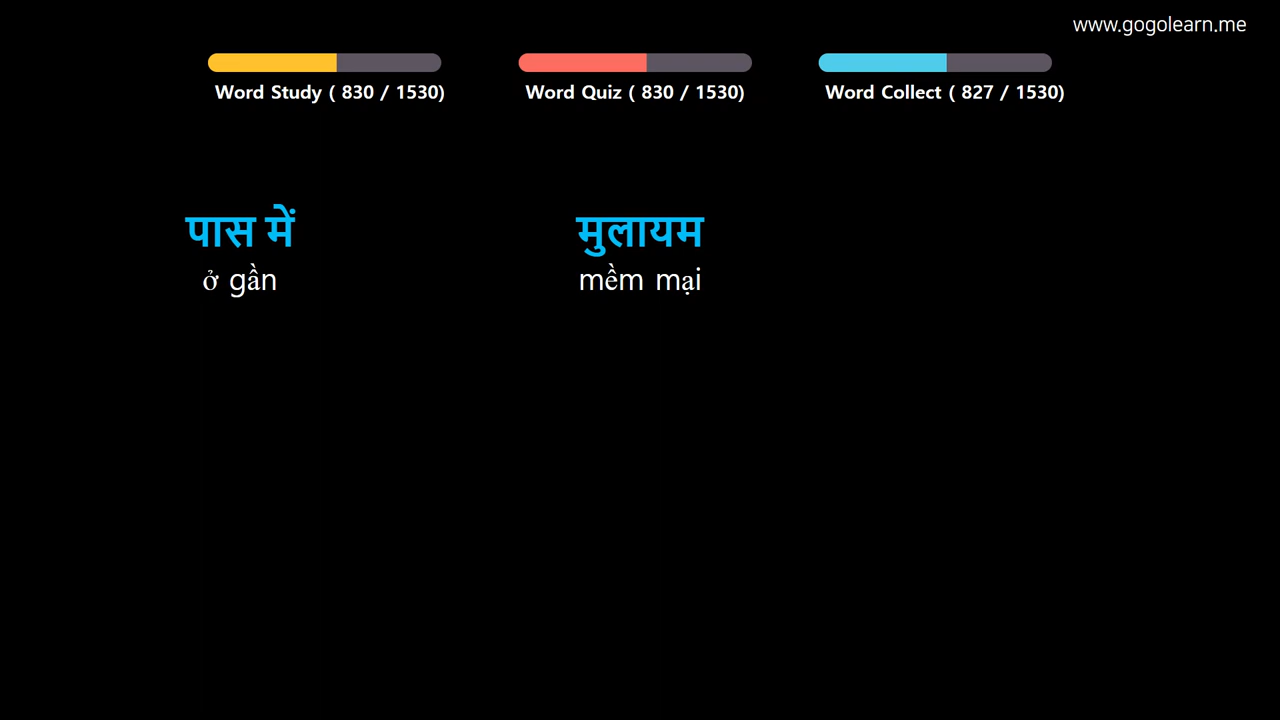 www.gogolearn.me
Word Study ( 830 / 1530)
Word Quiz ( 830 / 1530)
Word Collect ( 827 / 1530)
पास में
ở gần
मुलायम
mềm mại